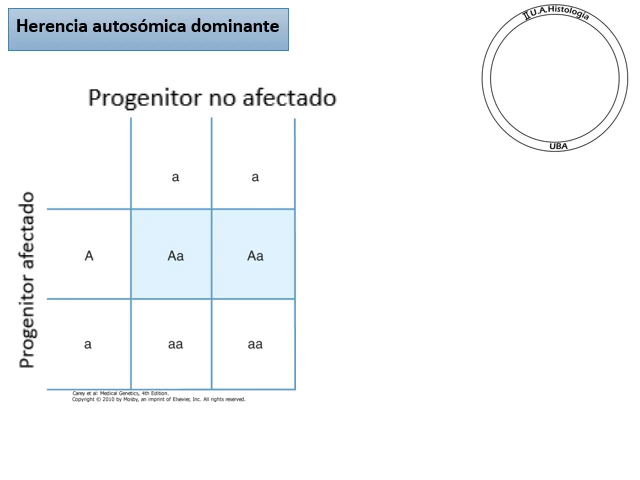 Herencia autosómica dominante
II U.A.Histología
UBA
Progenitor no afectado
Progenitor afectado
a a
A Aa Aa
a aa aa
Carey et al: Medical Genetics, 4th Edition.
Copyright © 2010 by Mosby, an imprint of Elsevier, Inc. All rights reserved.